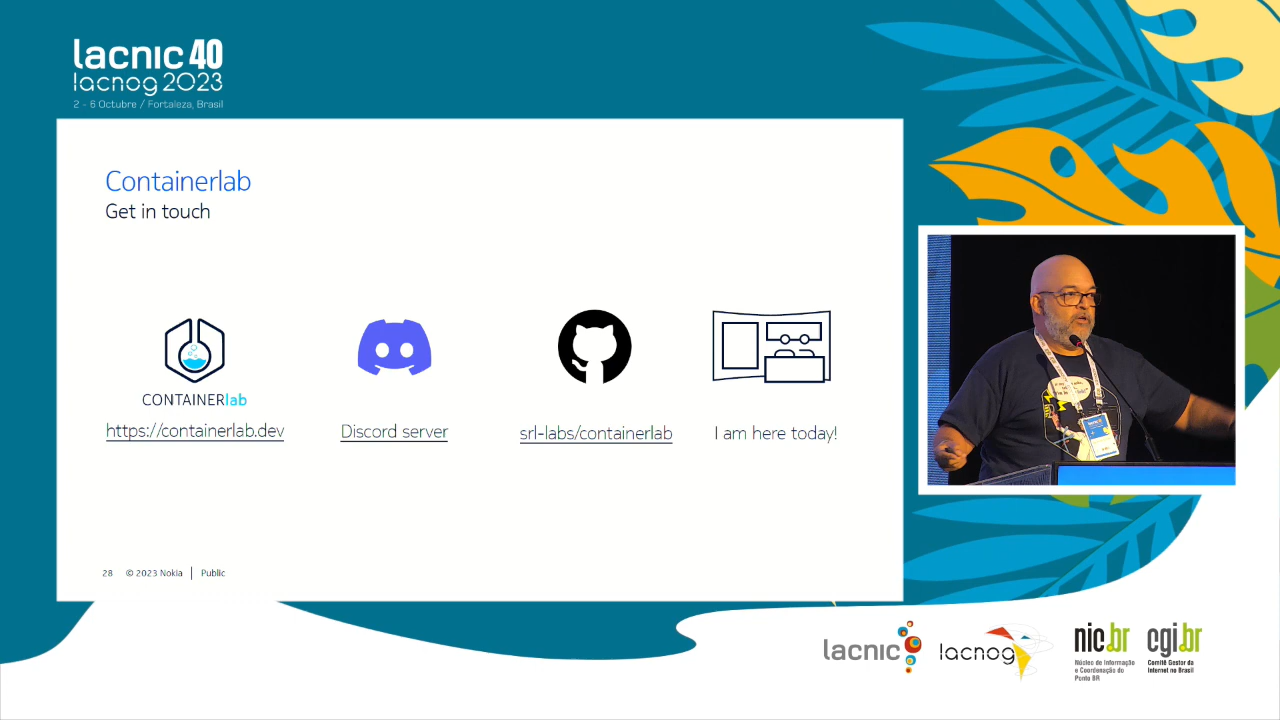 lacnic 40
lacnog 2023
2 - 6 Octubre / Fortaleza, Brasil
Containerlab
Get in touch
CONTAINERlab
https://containerlab.dev
Discord server
srl-labs/containerlab
I am here today!
28 © 2023 Nokia | Public
lacnic
lacnog
nic.br
Núcleo de Informação
e Coordenação do
Ponto BR
cgi.br
Comitê Gestor da
Internet no Brasil